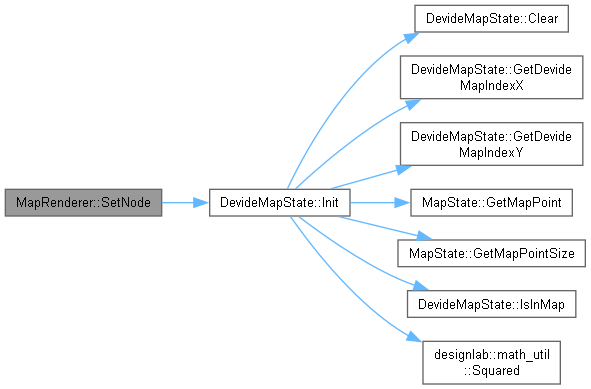 MapRenderer::SetNode
DevideMapState::Init
DevideMapState::Clear
DevideMapState::GetDevide
MapIndexX
DevideMapState::GetDevide
MapIndexY
MapState::GetMapPoint
MapState::GetMapPointSize
DevideMapState::IsInMap
designlab::math_util
::Squared